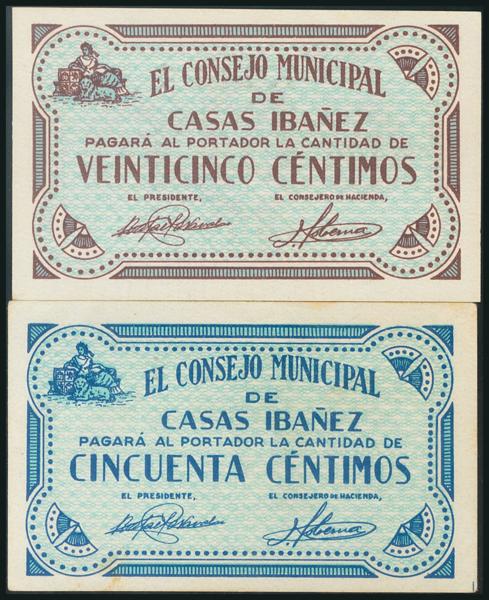 EL CONSEJO MUNICIPAL
DE
CASAS IBAÑEZ
PAGARÁ AL PORTADOR LA CANTIDAD DE
VEINTICINCO CÉNTIMOS
EL PRESIDENTE, EL CONSEJERO DE HACIENDA,
EL CONSEJO MUNICIPAL
DE
CASAS IBAÑEZ
PAGARÁ AL PORTADOR LA CANTIDAD DE
CINCUENTA CÉNTIMOS
EL PRESIDENTE, EL CONSEJERO DE HACIENDA,